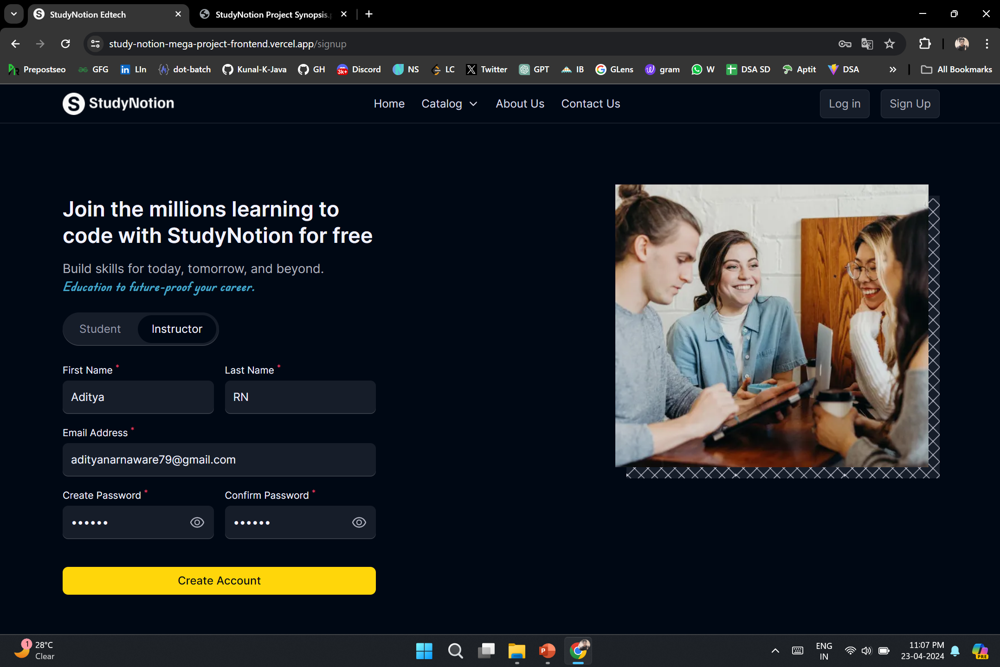 StudyNotion Edtech
StudyNotion Project Synopsis.
study-notion-mega-project-frontend.vercel.app/signup
Prepostseo
GFG
LIn
dot-batch
Kunal-K-Java
GH
3k+
Discord
NS
LC
Twitter
GPT
IB
GLens
gram
W
DSA SD
Aptit
DSA
All Bookmarks
S StudyNotion
Home
Catalog
About Us
Contact Us
Log in
Sign Up
Join the millions learning to
code with StudyNotion for free
Build skills for today, tomorrow, and beyond.
Education to future-proof your career.
Student
Instructor
First Name *
Last Name *
Aditya
RN
Email Address *
adityanarnaware79@gmail.com
Create Password *
Confirm Password *
••••••
••••••
Create Account
1
28°C
Clear
P
ENG
IN
11:07 PM
23-04-2024
PRE